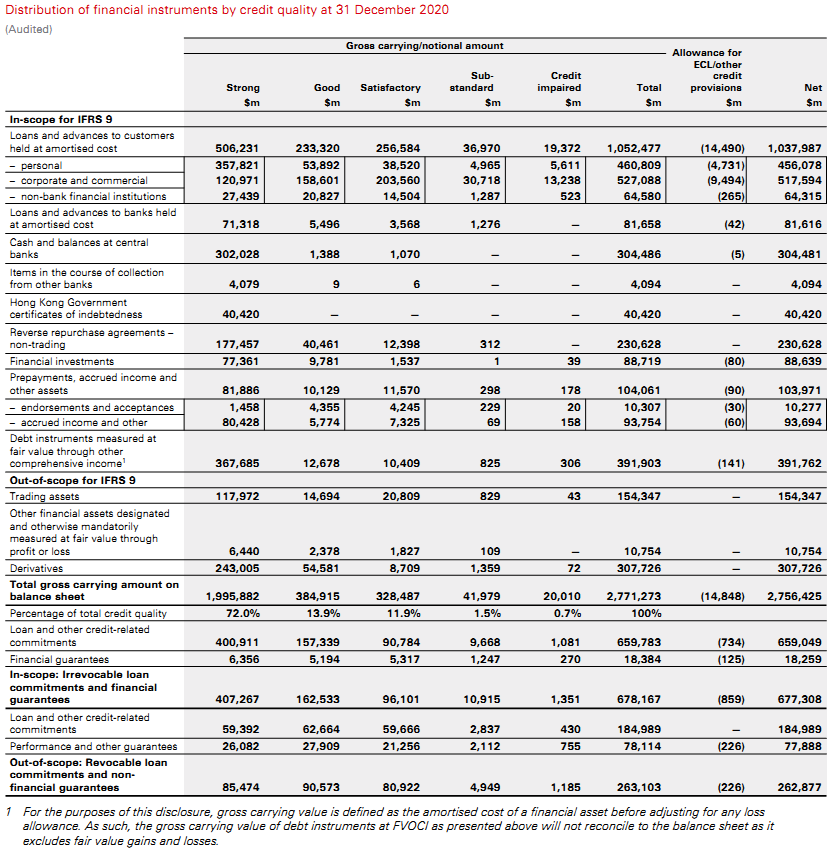 Distribution of financial instruments by credit quality at 31 December 2020
(Audited)
Gross carrying/notional amount
Allowance for
ECL/other
credit
provisions
Strong Good Satisfactory Sub-
standard Credit
impaired Total Net
$m $m $m $m $m $m $m $m
In-scope for IFRS 9
Loans and advances to customers
held at amortised cost 506,231 233,320 256,584 36,970 19,372 1,052,477 (14,490) 1,037,987
– personal 357,821 53,892 38,520 4,965 5,611 460,809 (4,731) 456,078
– corporate and commercial 120,971 158,601 203,560 30,718 13,238 527,088 (9,494) 517,594
– non-bank financial institutions 27,439 20,827 14,504 1,287 523 64,580 (265) 64,315
Loans and advances to banks held
at amortised cost 71,318 5,496 3,568 1,276 — 81,658 (42) 81,616
Cash and balances at central
banks 302,028 1,388 1,070 — — 304,486 (5) 304,481
Items in the course of collection
from other banks 4,079 9 6 — — 4,094 — 4,094
Hong Kong Government
certificates of indebtedness 40,420 — — — — 40,420 — 40,420
Reverse repurchase agreements –
non-trading 177,457 40,461 12,398 312 — 230,628 — 230,628
Financial investments 77,361 9,781 1,537 1 39 88,719 (80) 88,639
Prepayments, accrued income and
other assets 81,886 10,129 11,570 298 178 104,061 (90) 103,971
– endorsements and acceptances 1,458 4,355 4,245 229 20 10,307 (30) 10,277
– accrued income and other 80,428 5,774 7,325 69 158 93,754 (60) 93,694
Debt instruments measured at
fair value through other
comprehensive income¹ 367,685 12,678 10,409 825 306 391,903 (141) 391,762
Out-of-scope for IFRS 9
Trading assets 117,972 14,694 20,809 829 43 154,347 — 154,347
Other financial assets designated
and otherwise mandatorily
measured at fair value through
profit or loss 6,440 2,378 1,827 109 — 10,754 — 10,754
Derivatives 243,005 54,581 8,709 1,359 72 307,726 — 307,726
Total gross carrying amount on
balance sheet 1,995,882 384,915 328,487 41,979 20,010 2,771,273 (14,848) 2,756,425
Percentage of total credit quality 72.0% 13.9% 11.9% 1.5% 0.7% 100%
Loan and other credit-related
commitments 400,911 157,339 90,784 9,668 1,081 659,783 (734) 659,049
Financial guarantees 6,356 5,194 5,317 1,247 270 18,384 (125) 18,259
In-scope: Irrevocable loan
commitments and financial
guarantees 407,267 162,533 96,101 10,915 1,351 678,167 (859) 677,308
Loan and other credit-related
commitments 59,392 62,664 59,666 2,837 430 184,989 — 184,989
Performance and other guarantees 26,082 27,909 21,256 2,112 755 78,114 (226) 77,888
Out-of-scope: Revocable loan
commitments and non-
financial guarantees 85,474 90,573 80,922 4,949 1,185 263,103 (226) 262,877
1 For the purposes of this disclosure, gross carrying value is defined as the amortised cost of a financial asset before adjusting for any loss
allowance. As such, the gross carrying value of debt instruments at FVOCI as presented above will not reconcile to the balance sheet as it
excludes fair value gains and losses.